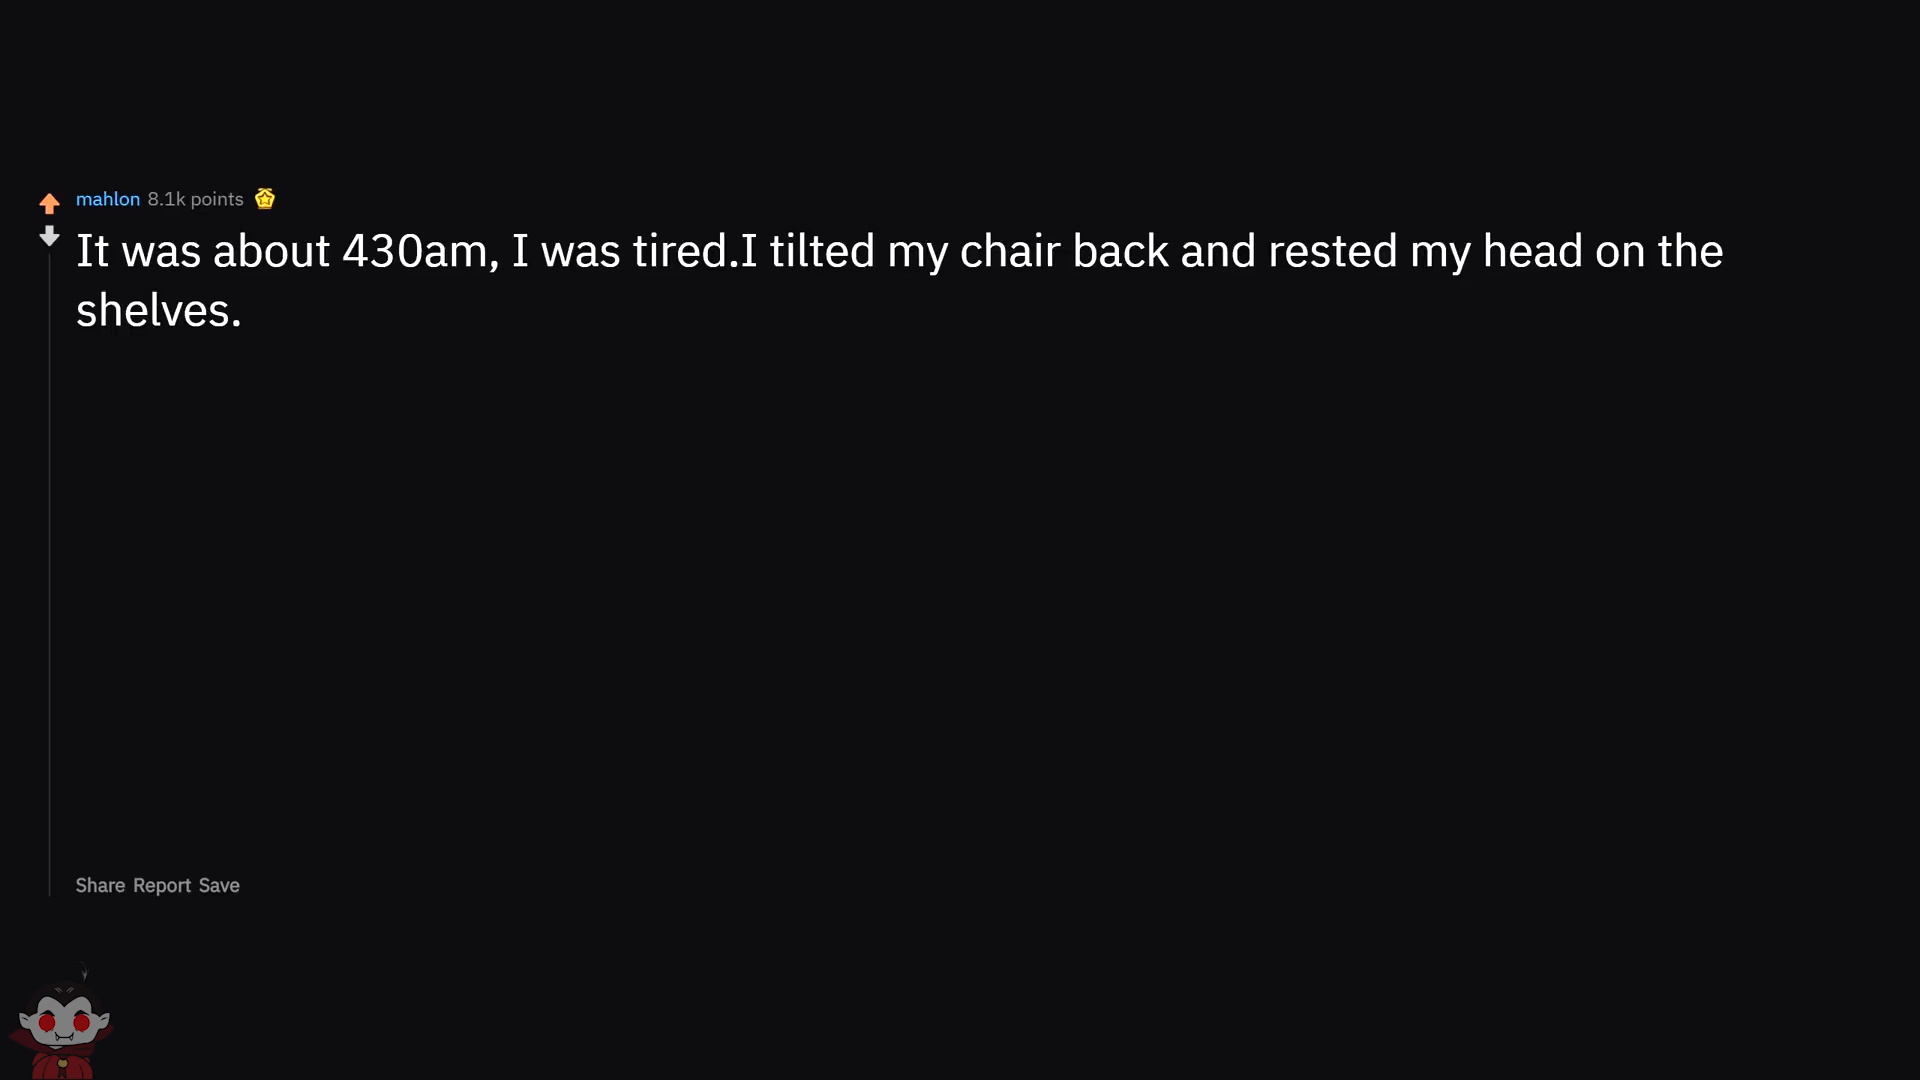 mahlon 8.1k points
It was about 430am, I was tired.I tilted my chair back and rested my head on the
shelves.
Share Report Save